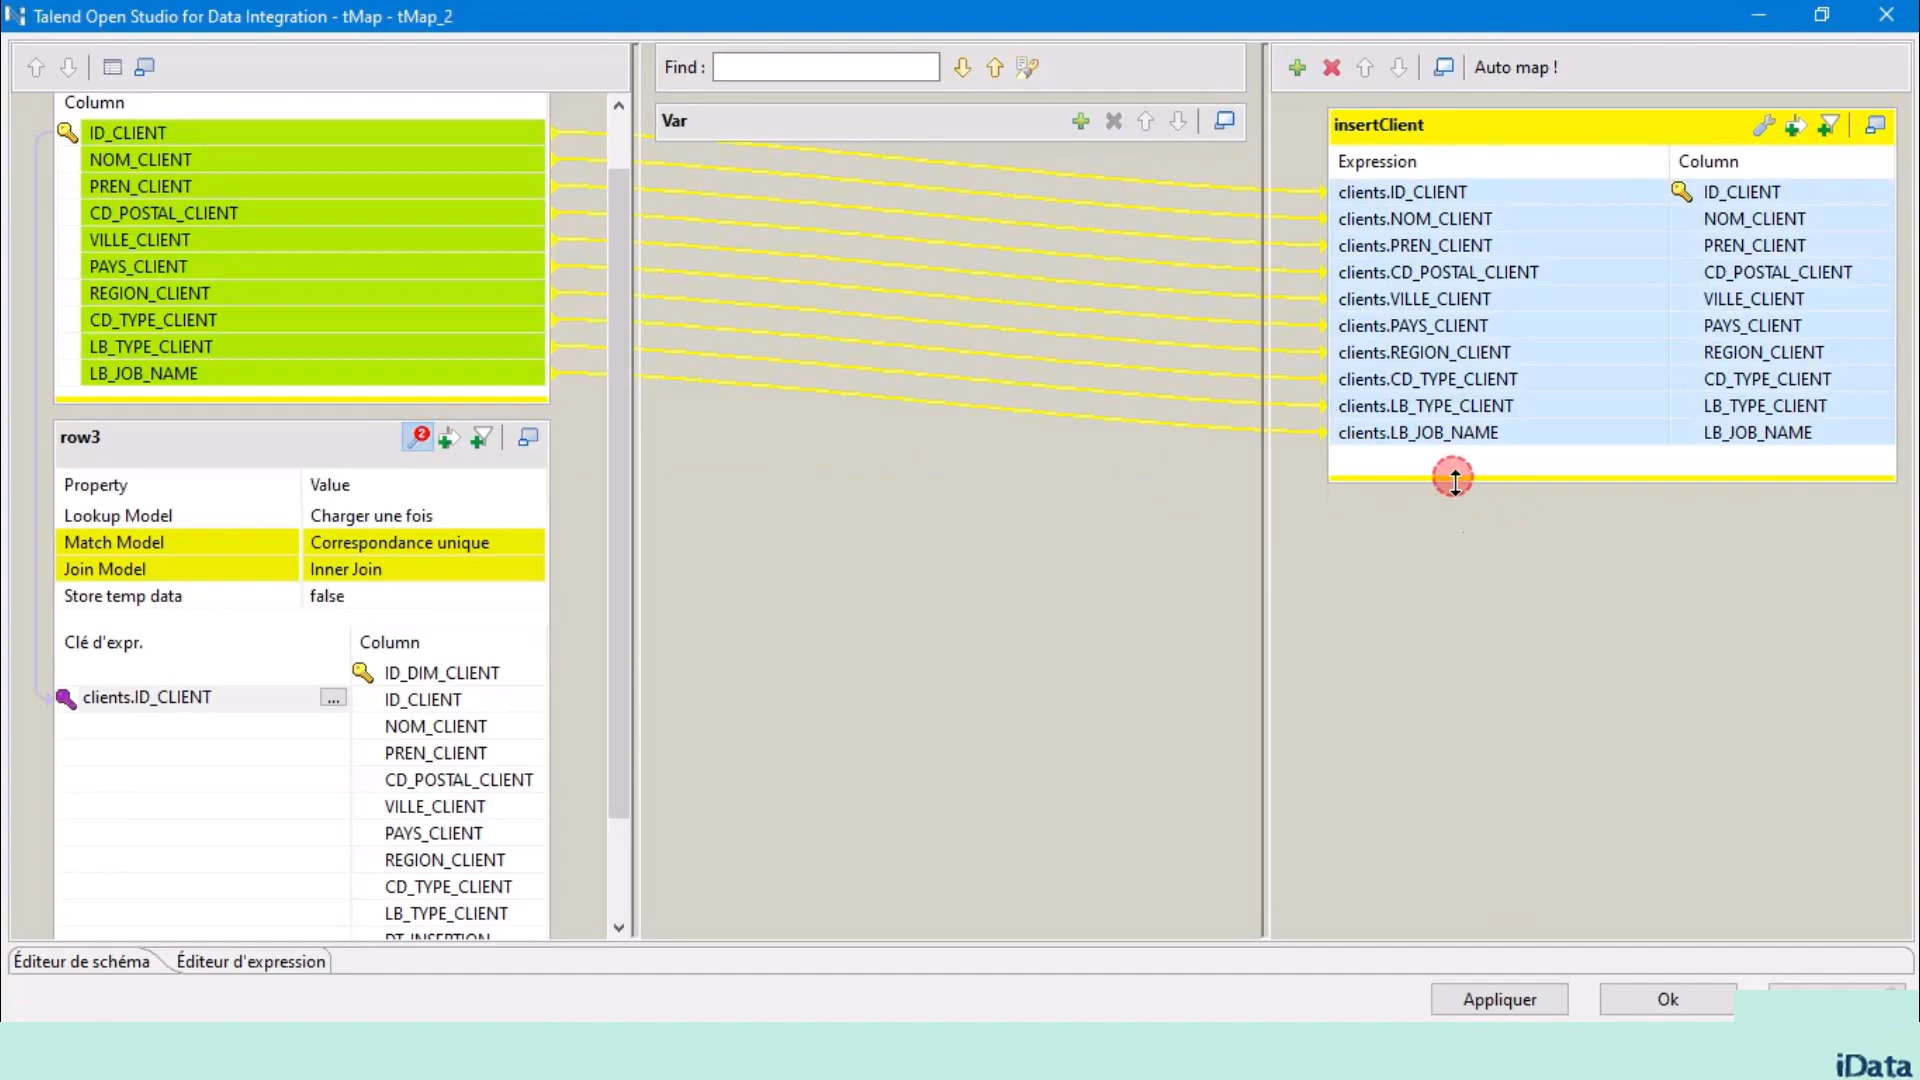 Talend Open Studio for Data Integration - tMap - tMap_2
Find :
Auto map !
Column
ID_CLIENT
NOM_CLIENT
PREN_CLIENT
CD_POSTAL_CLIENT
VILLE_CLIENT
PAYS_CLIENT
REGION_CLIENT
CD_TYPE_CLIENT
LB_TYPE_CLIENT
LB_JOB_NAME
row3
2
Property Value
Lookup Model Charger une fois
Match Model Correspondance unique
Join Model Inner Join
Store temp data false
Clé d'expr. Column
ID_DIM_CLIENT
clients.ID_CLIENT ... ID_CLIENT
NOM_CLIENT
PREN_CLIENT
CD_POSTAL_CLIENT
VILLE_CLIENT
PAYS_CLIENT
REGION_CLIENT
CD_TYPE_CLIENT
LB_TYPE_CLIENT
DT_INSERTION
Var
insertClient
Expression Column
clients.ID_CLIENT ID_CLIENT
clients.NOM_CLIENT NOM_CLIENT
clients.PREN_CLIENT PREN_CLIENT
clients.CD_POSTAL_CLIENT CD_POSTAL_CLIENT
clients.VILLE_CLIENT VILLE_CLIENT
clients.PAYS_CLIENT PAYS_CLIENT
clients.REGION_CLIENT REGION_CLIENT
clients.CD_TYPE_CLIENT CD_TYPE_CLIENT
clients.LB_TYPE_CLIENT LB_TYPE_CLIENT
clients.LB_JOB_NAME LB_JOB_NAME
Éditeur de schéma Éditeur d'expression
Appliquer Ok
iData